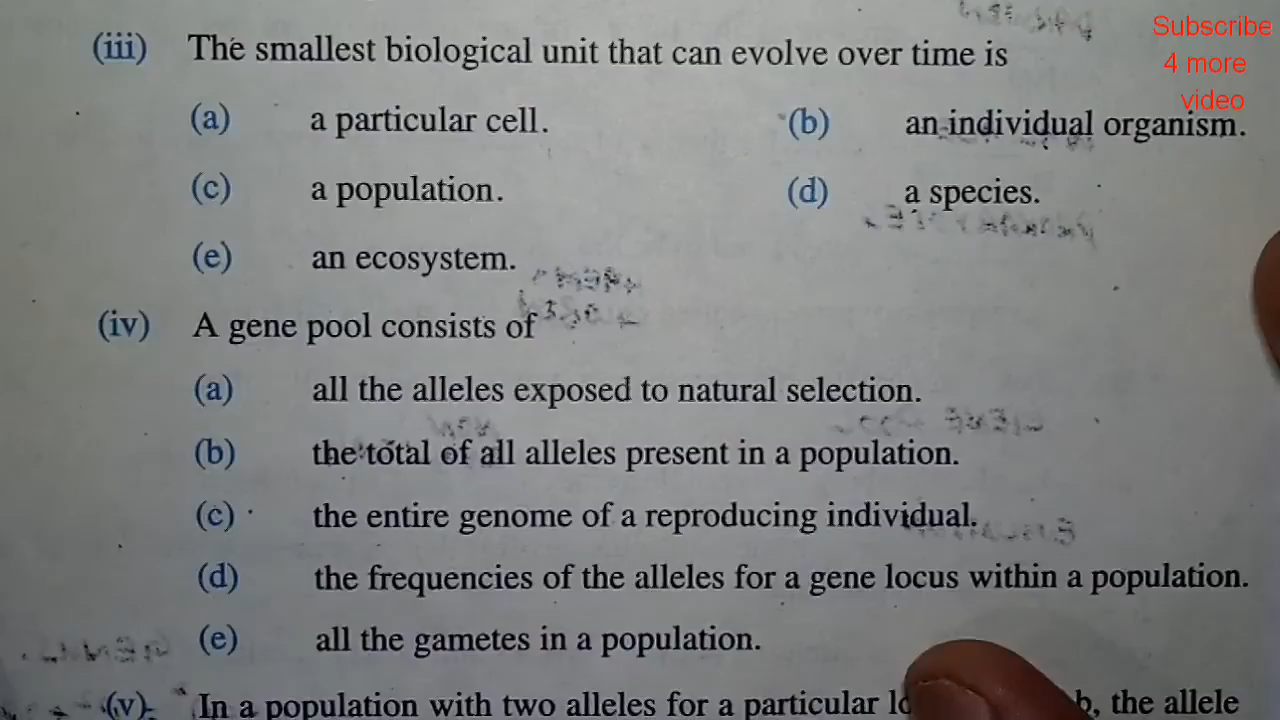 Subscribe
4 more
video
(iii) The smallest biological unit that can evolve over time is
(a) a particular cell. (b) an individual organism.
(c) a population. (d) a species.
(e) an ecosystem.
(iv) A gene pool consists of
(a) all the alleles exposed to natural selection.
(b) the total of all alleles present in a population.
(c) the entire genome of a reproducing individual.
(d) the frequencies of the alleles for a gene locus within a population.
(e) all the gametes in a population.
(v) In a population with two alleles for a particular b, the allele